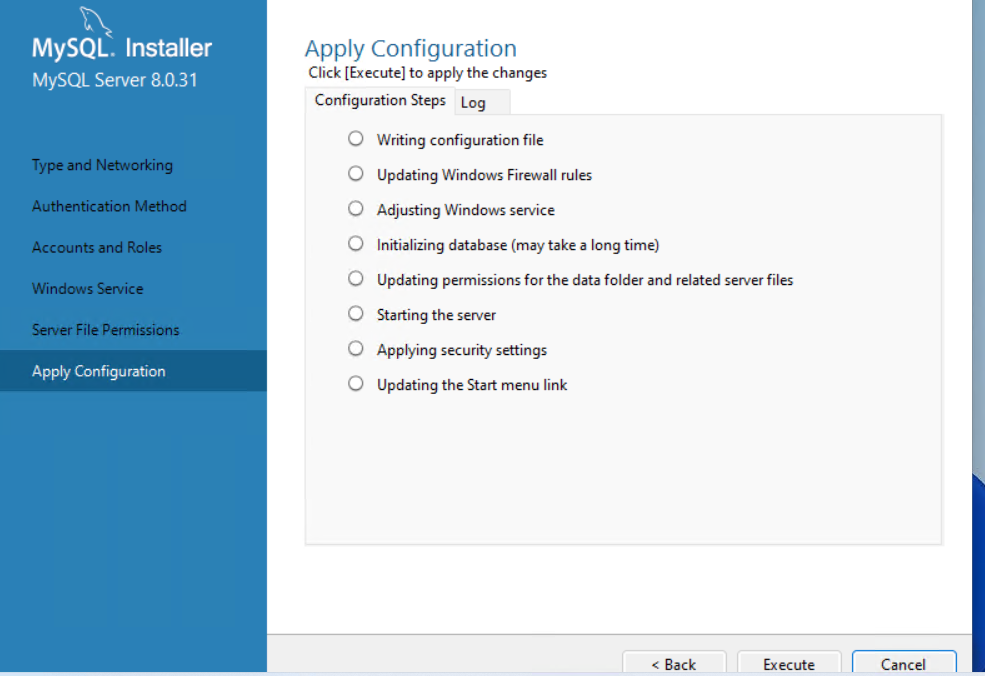 MySQL. Installer
MySQL Server 8.0.31
Type and Networking
Authentication Method
Accounts and Roles
Windows Service
Server File Permissions
Apply Configuration
Apply Configuration
Click [Execute] to apply the changes
Configuration Steps
Log
Writing configuration file
Updating Windows Firewall rules
Adjusting Windows service
Initializing database (may take a long time)
Updating permissions for the data folder and related server files
Starting the server
Applying security settings
Updating the Start menu link
< Back
Execute
Cancel